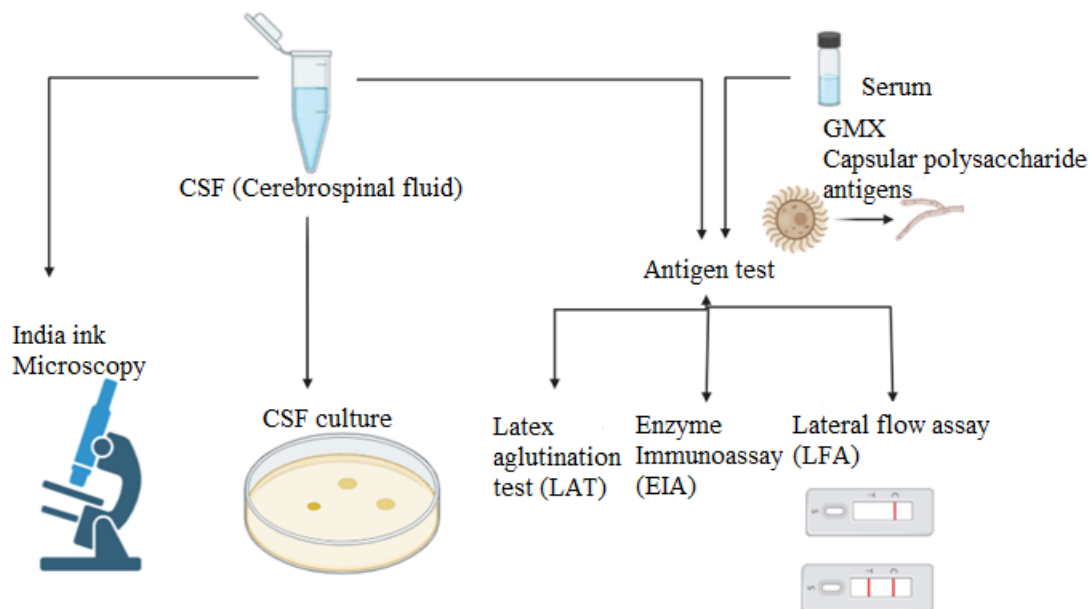 Serum
GMX
Capsular polysaccharide
antigens
CSF (Cerebrospinal fluid)
Antigen test
India ink
Microscopy
CSF culture
Latex
aglutination
test (LAT)
Enzyme
Immunoassay
(EIA)
Lateral flow assay
(LFA)
S T C
S T C